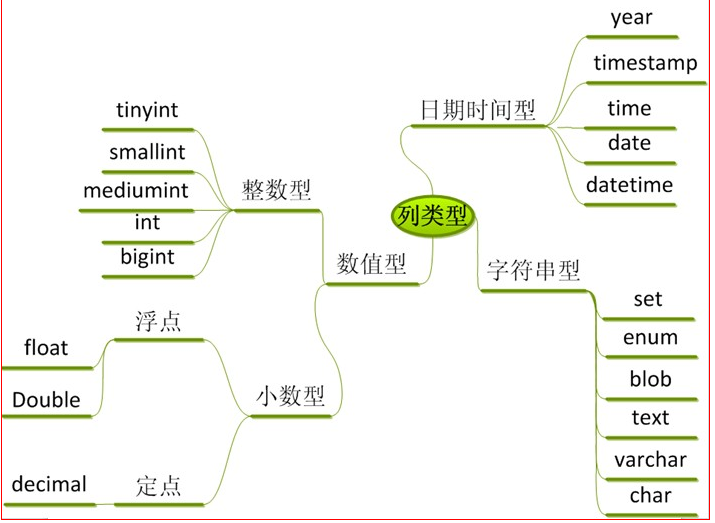 列类型
日期时间型
year
timestamp
time
date
datetime
数值型
整数型
tinyint
smallint
mediumint
int
bigint
小数型
浮点
float
Double
定点
decimal
字符串型
set
enum
blob
text
varchar
char